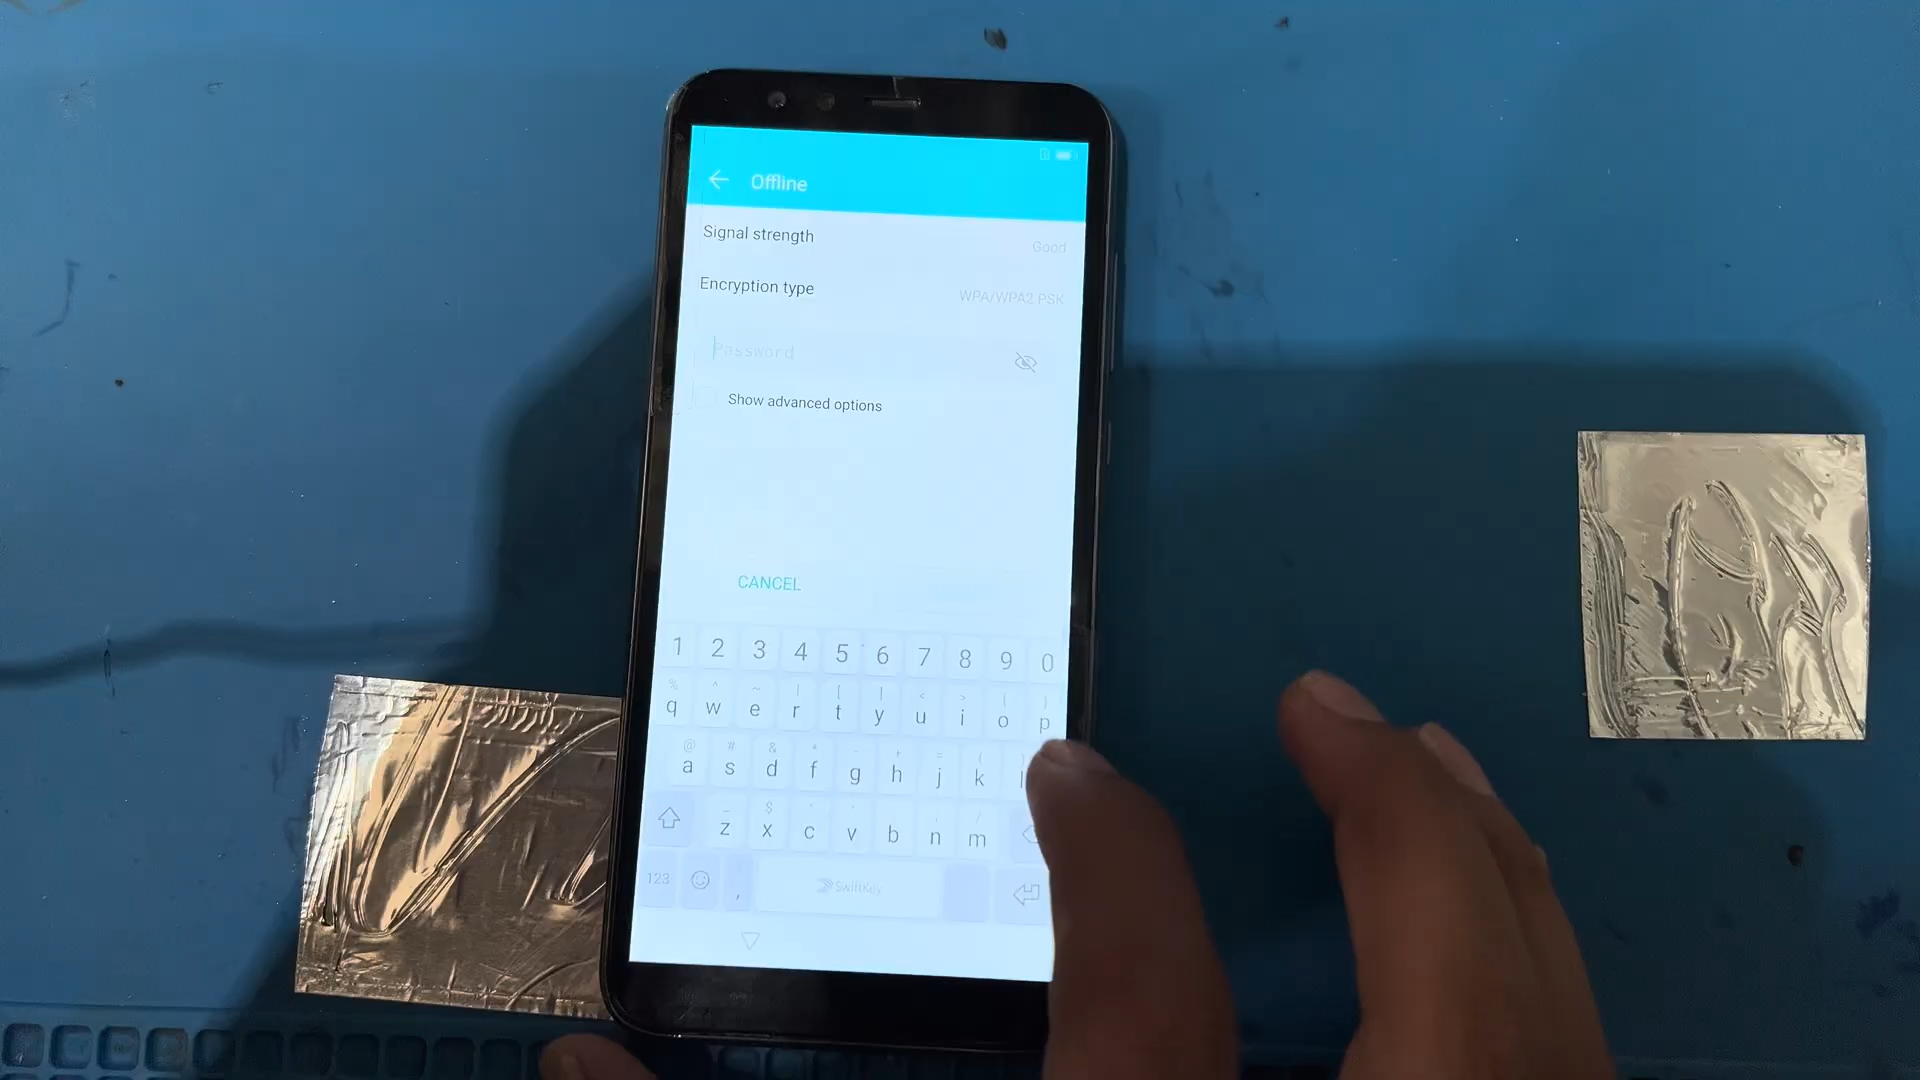 Offline
Signal strength Good
Encryption type WPA/WPA2 PSK
Password
Show advanced options
CANCEL
1 2 3 4 5 6 7 8 9 0
q w e r t y u i o p
a s d f g h j k l
z x c v b n m
123 , SwiftKey